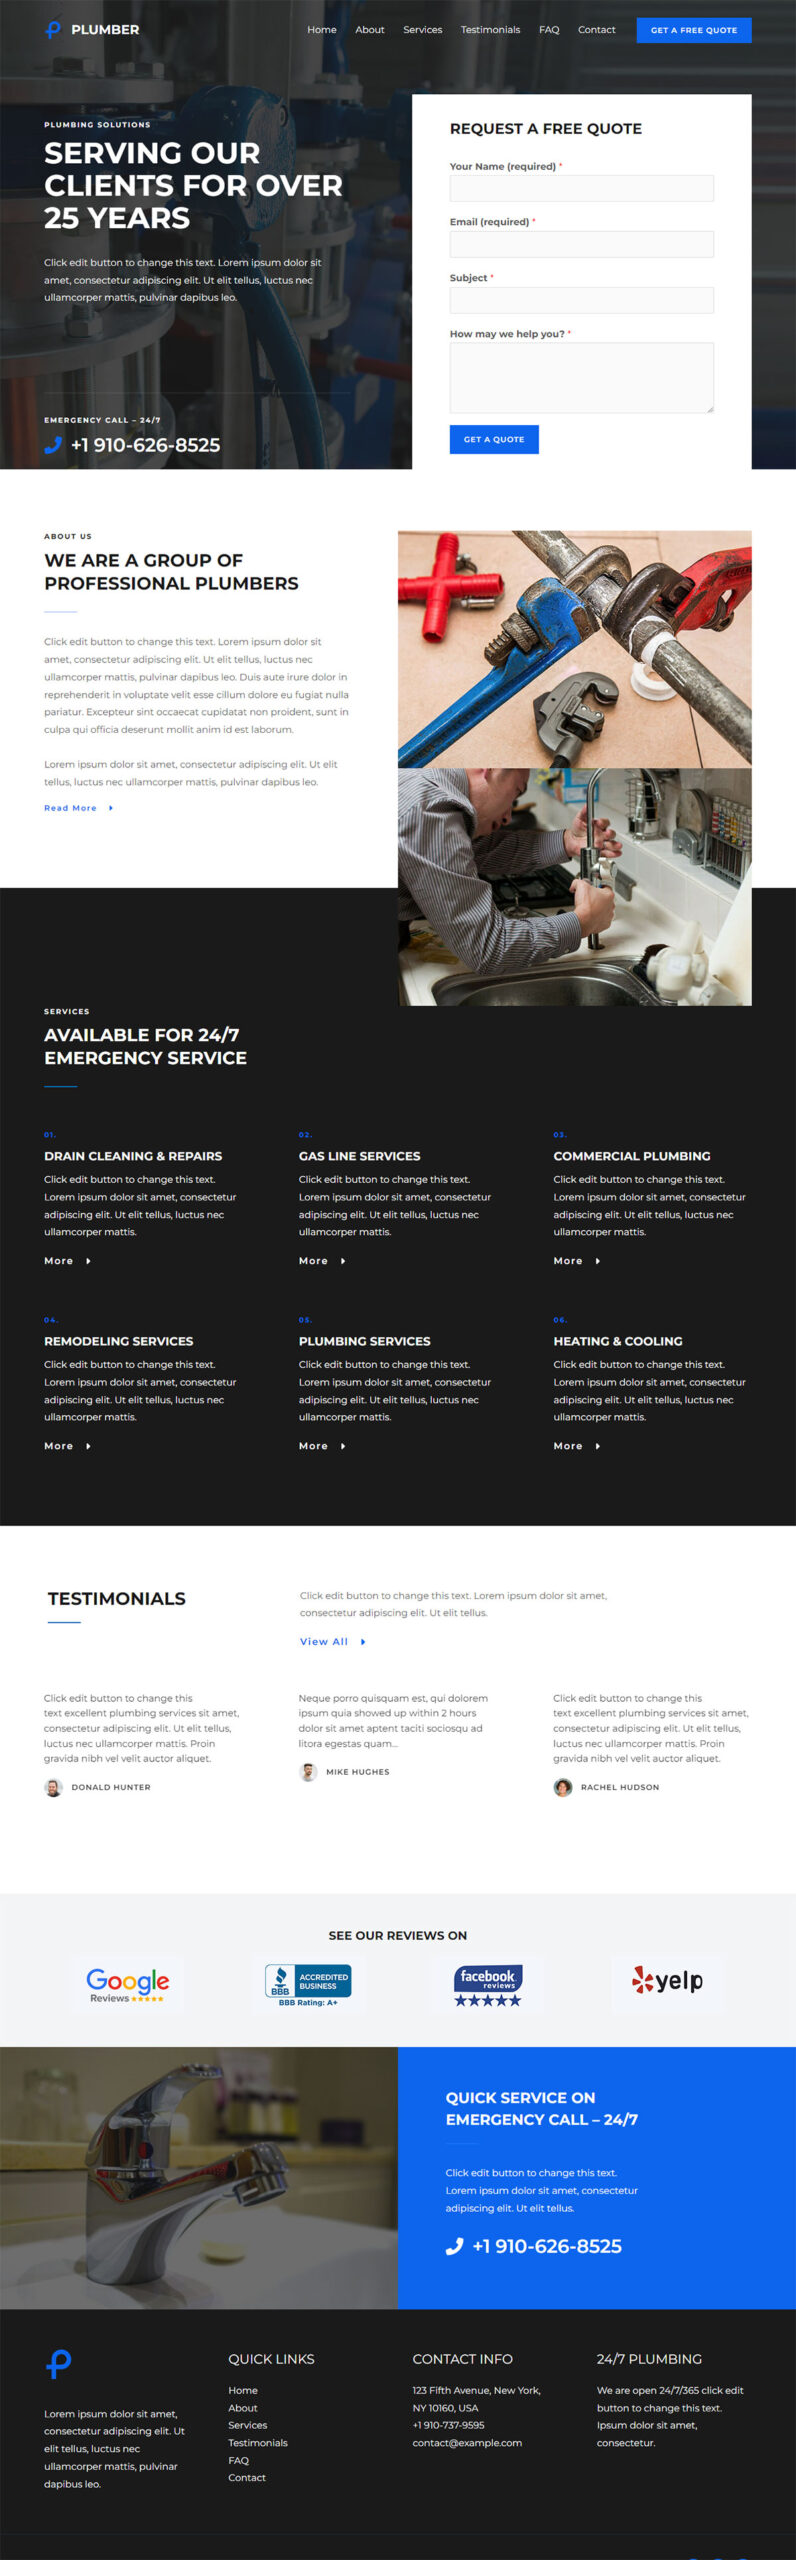 PLUMBER
Home About Services Testimonials FAQ Contact GET A FREE QUOTE
PLUMBING SOLUTIONS
SERVING OUR
CLIENTS FOR OVER
25 YEARS
Click edit button to change this text. Lorem ipsum dolor sit
amet, consectetur adipiscing elit. Ut elit tellus, luctus nec
ullamcorper mattis, pulvinar dapibus leo.
EMERGENCY CALL – 24/7
+1 910-626-8525
REQUEST A FREE QUOTE
Your Name (required) *
Email (required) *
Subject *
How may we help you? *
GET A QUOTE
ABOUT US
WE ARE A GROUP OF
PROFESSIONAL PLUMBERS
Click edit button to change this text. Lorem ipsum dolor sit
amet, consectetur adipiscing elit. Ut elit tellus, luctus nec
ullamcorper mattis, pulvinar dapibus leo. Duis aute irure dolor in
reprehenderit in voluptate velit esse cillum dolore eu fugiat nulla
pariatur. Excepteur sint occaecat cupidatat non proident, sunt in
culpa qui officia deserunt mollit anim id est laborum.
Lorem ipsum dolor sit amet, consectetur adipiscing elit. Ut elit
tellus, luctus nec ullamcorper mattis, pulvinar dapibus leo.
Read More
SERVICES
AVAILABLE FOR 24/7
EMERGENCY SERVICE
01.
DRAIN CLEANING & REPAIRS
Click edit button to change this text.
Lorem ipsum dolor sit amet, consectetur
adipiscing elit. Ut elit tellus, luctus nec
ullamcorper mattis.
More
02.
GAS LINE SERVICES
Click edit button to change this text.
Lorem ipsum dolor sit amet, consectetur
adipiscing elit. Ut elit tellus, luctus nec
ullamcorper mattis.
More
03.
COMMERCIAL PLUMBING
Click edit button to change this text.
Lorem ipsum dolor sit amet, consectetur
adipiscing elit. Ut elit tellus, luctus nec
ullamcorper mattis.
More
04.
REMODELING SERVICES
Click edit button to change this text.
Lorem ipsum dolor sit amet, consectetur
adipiscing elit. Ut elit tellus, luctus nec
ullamcorper mattis.
More
05.
PLUMBING SERVICES
Click edit button to change this text.
Lorem ipsum dolor sit amet, consectetur
adipiscing elit. Ut elit tellus, luctus nec
ullamcorper mattis.
More
06.
HEATING & COOLING
Click edit button to change this text.
Lorem ipsum dolor sit amet, consectetur
adipiscing elit. Ut elit tellus, luctus nec
ullamcorper mattis.
More
TESTIMONIALS
Click edit button to change this text. Lorem ipsum dolor sit amet,
consectetur adipiscing elit. Ut elit tellus.
View All
Click edit button to change this
text excellent plumbing services sit amet,
consectetur adipiscing elit. Ut elit tellus,
luctus nec ullamcorper mattis. Proin
gravida nibh vel velit auctor aliquet.
DONALD HUNTER
Neque porro quisquam est, qui dolorem
ipsum quia showed up within 2 hours
dolor sit amet aptent taciti sociosqu ad
litora egestas quam...
MIKE HUGHES
Click edit button to change this
text excellent plumbing services sit amet,
consectetur adipiscing elit. Ut elit tellus,
luctus nec ullamcorper mattis. Proin
gravida nibh vel velit auctor aliquet.
RACHEL HUDSON
SEE OUR REVIEWS ON
Google
Reviews
BBB
ACCREDITED
BUSINESS
BBB Rating: A+
facebook
reviews
yelp
QUICK SERVICE ON
EMERGENCY CALL – 24/7
Click edit button to change this text.
Lorem ipsum dolor sit amet, consectetur
adipiscing elit. Ut elit tellus.
+1 910-626-8525
Lorem ipsum dolor sit amet,
consectetur adipiscing elit. Ut
elit tellus, luctus nec
ullamcorper mattis, pulvinar
dapibus leo.
QUICK LINKS
Home
About
Services
Testimonials
FAQ
Contact
CONTACT INFO
123 Fifth Avenue, New York,
NY 10160, USA
+1 910-737-9595
contact@example.com
24/7 PLUMBING
We are open 24/7/365 click edit
button to change this text.
Ipsum dolor sit amet,
consectetur.